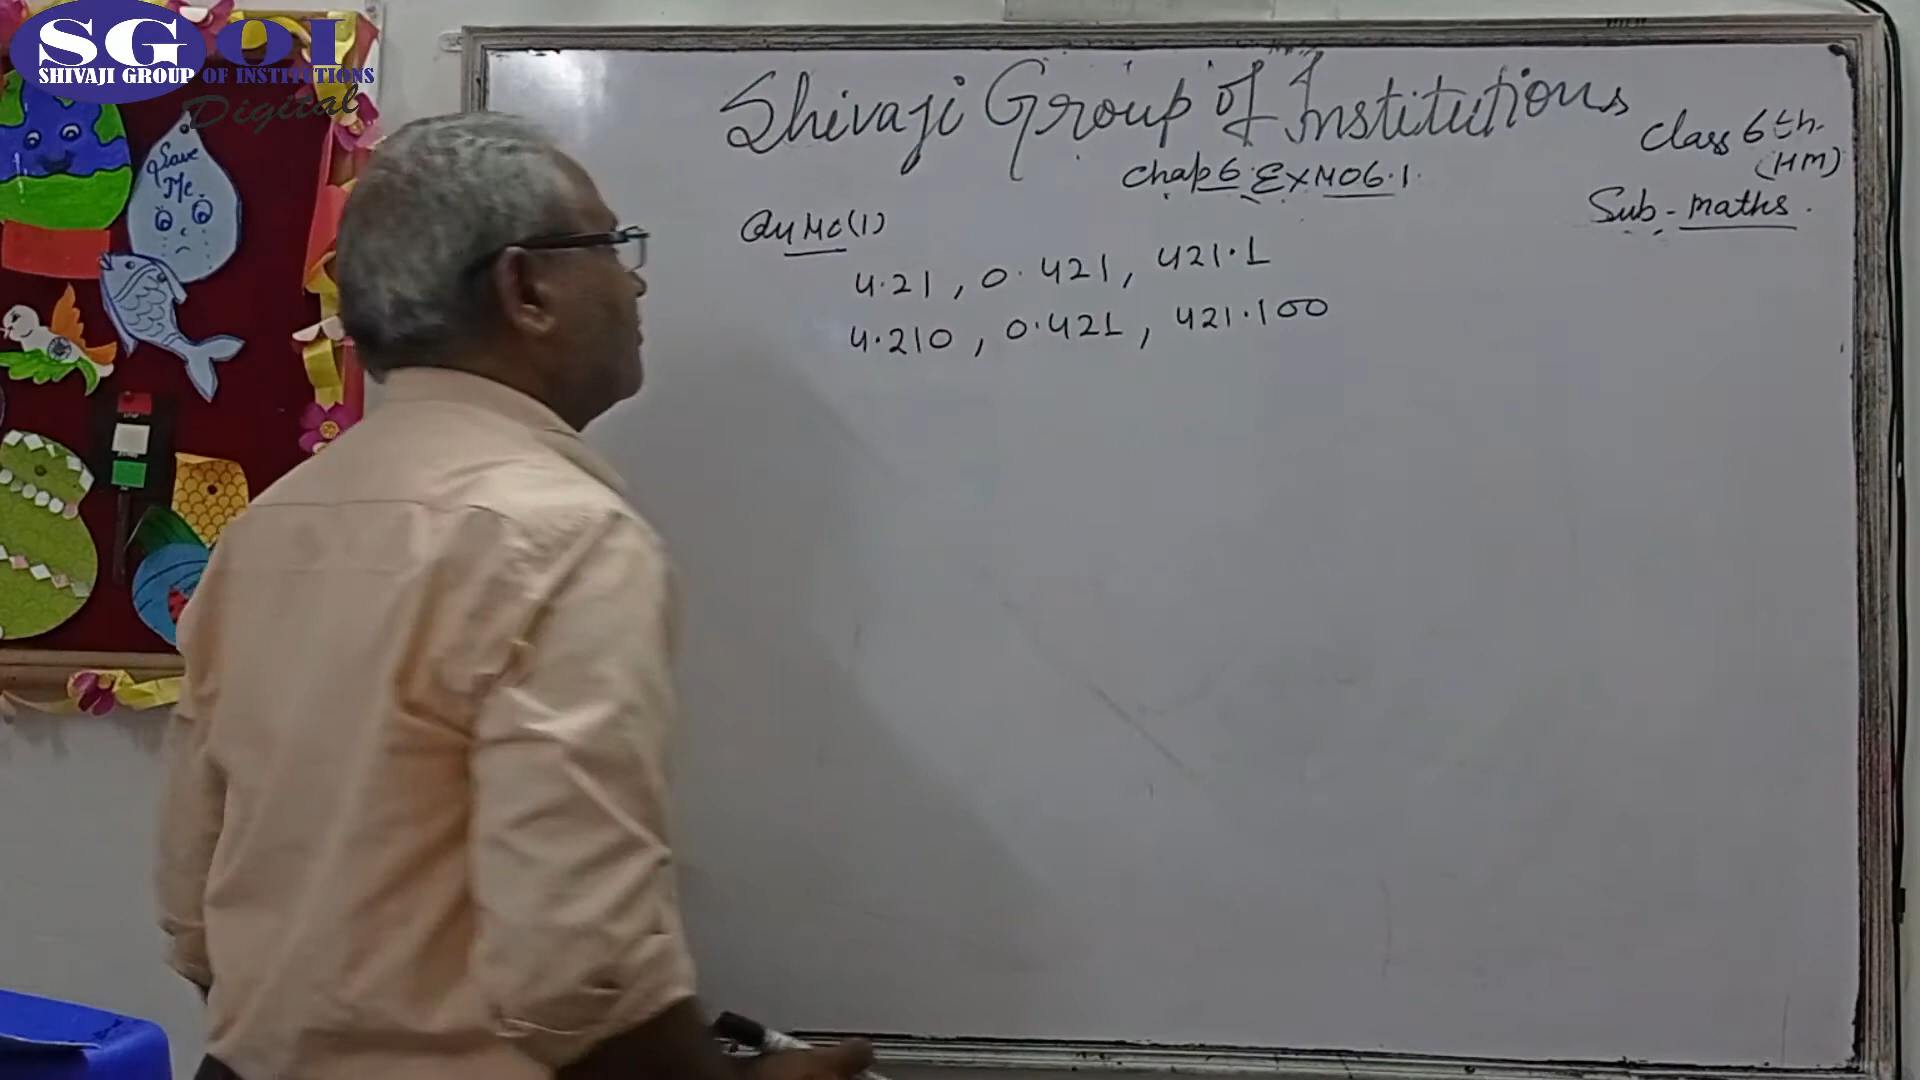 SGOI
SHIVAJI GROUP OF INSTITUTIONS
Digital
Save
Me.
Shivaji Group of Institutions
Class 6th.
(HM)
Chap 6. Ex NO 6.1.
Sub - maths.
Qu No (1)
4.21, 0.421, 421.1
4.210, 0.421, 421.100